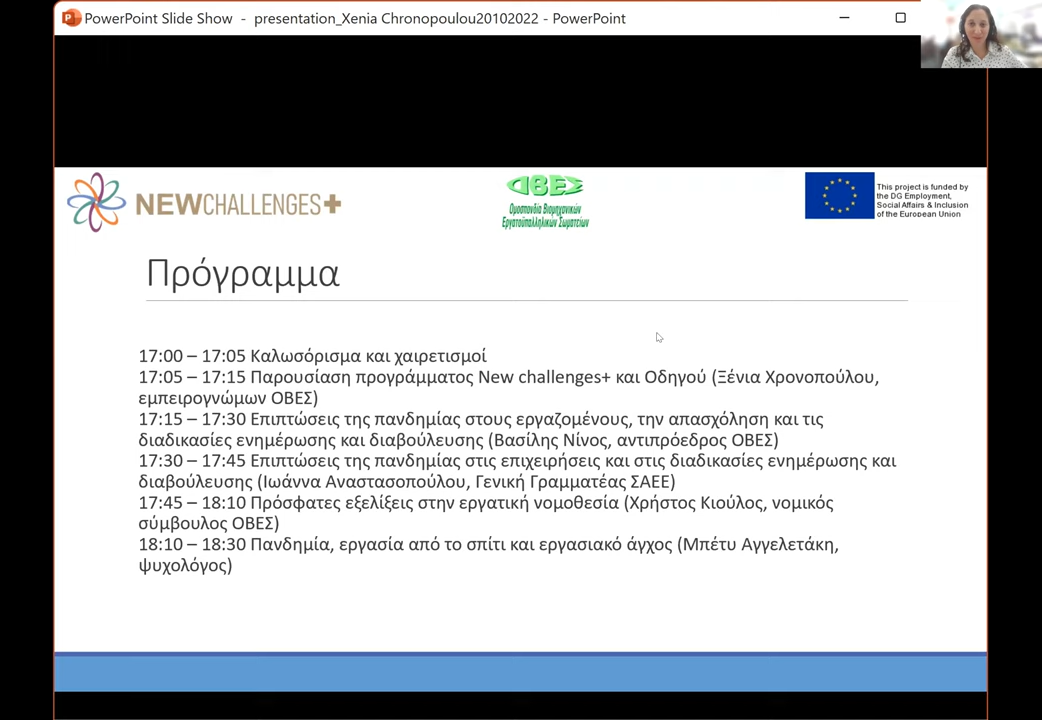 PowerPoint Slide Show - presentation_Xenia Chronopoulou20102022 - PowerPoint
NEWCHALLENGES+
ΟΒΕΣ
Ομοσπονδία Βιομηχανικών
Εργατοϋπαλληλικών Σωματείων
This project is funded by
the DG Employment,
Social Affairs & Inclusion
of the European Union
Πρόγραμμα
17:00 – 17:05 Καλωσόρισμα και χαιρετισμοί
17:05 – 17:15 Παρουσίαση προγράμματος New challenges+ και Οδηγού (Ξένια Χρονοπούλου,
εμπειρογνώμων ΟΒΕΣ)
17:15 – 17:30 Επιπτώσεις της πανδημίας στους εργαζομένους, την απασχόληση και τις
διαδικασίες ενημέρωσης και διαβούλευσης (Βασίλης Νίνος, αντιπρόεδρος ΟΒΕΣ)
17:30 – 17:45 Επιπτώσεις της πανδημίας στις επιχειρήσεις και στις διαδικασίες ενημέρωσης και
διαβούλευσης (Ιωάννα Αναστασοπούλου, Γενική Γραμματέας ΣΑΕΕ)
17:45 – 18:10 Πρόσφατες εξελίξεις στην εργατική νομοθεσία (Χρήστος Κιούλος, νομικός
σύμβουλος ΟΒΕΣ)
18:10 – 18:30 Πανδημία, εργασία από το σπίτι και εργασιακό άγχος (Μπέτυ Αγγελετάκη,
ψυχολόγος)